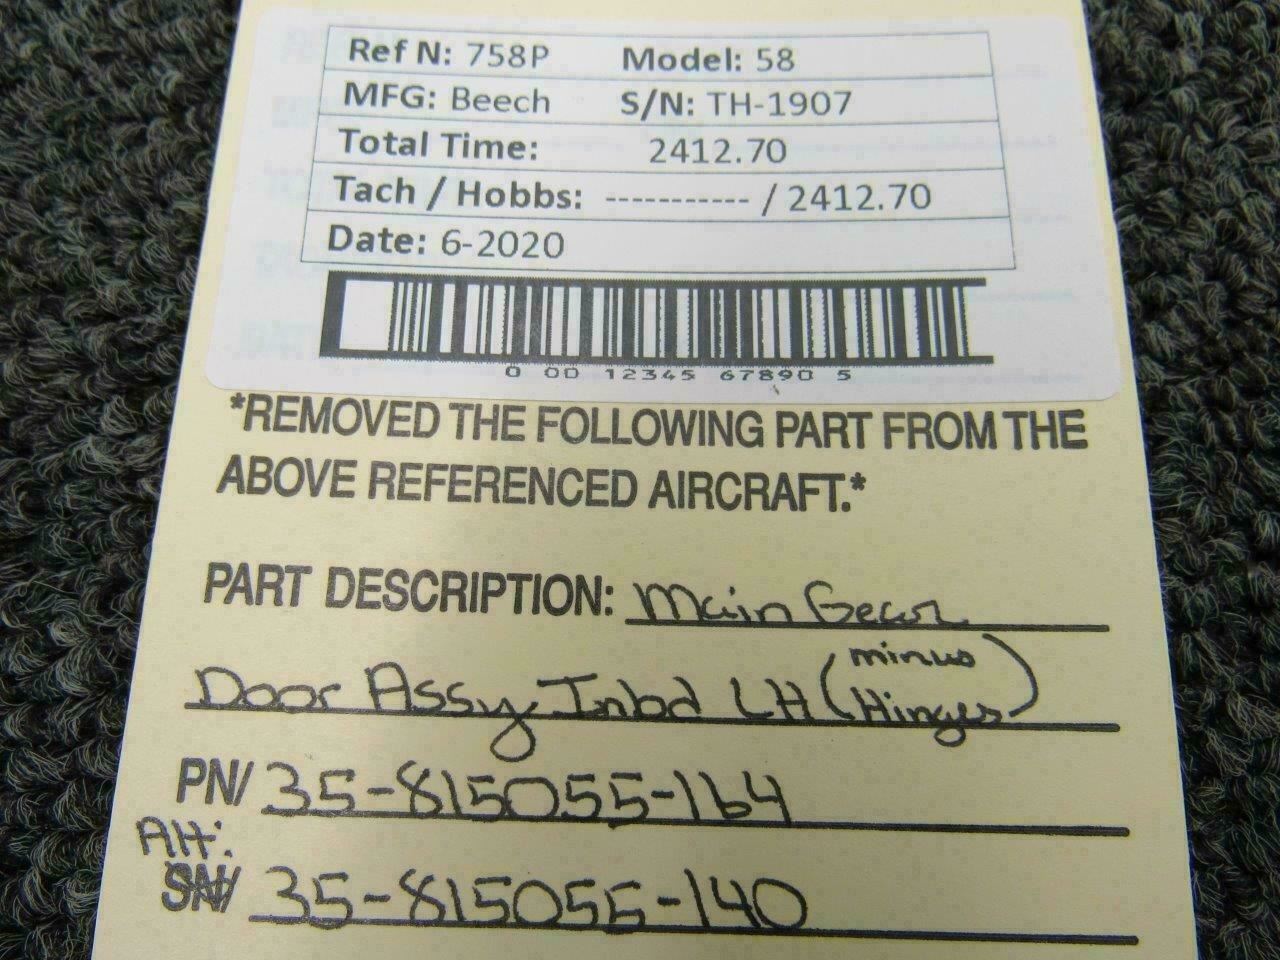 Ref N: 758P Model: 58
MFG: Beech S/N: TH-1907
Total Time: 2412.70
Tach / Hobbs: ----------- / 2412.70
Date: 6-2020
0 00 12345 67890 5
*REMOVED THE FOLLOWING PART FROM THE
ABOVE REFERENCED AIRCRAFT.*
PART DESCRIPTION: Main Gear
Door Assy Inbd LH (minus Hinges)
PN/ 35-815055-164
Alt:
SN/ 35-815055-140